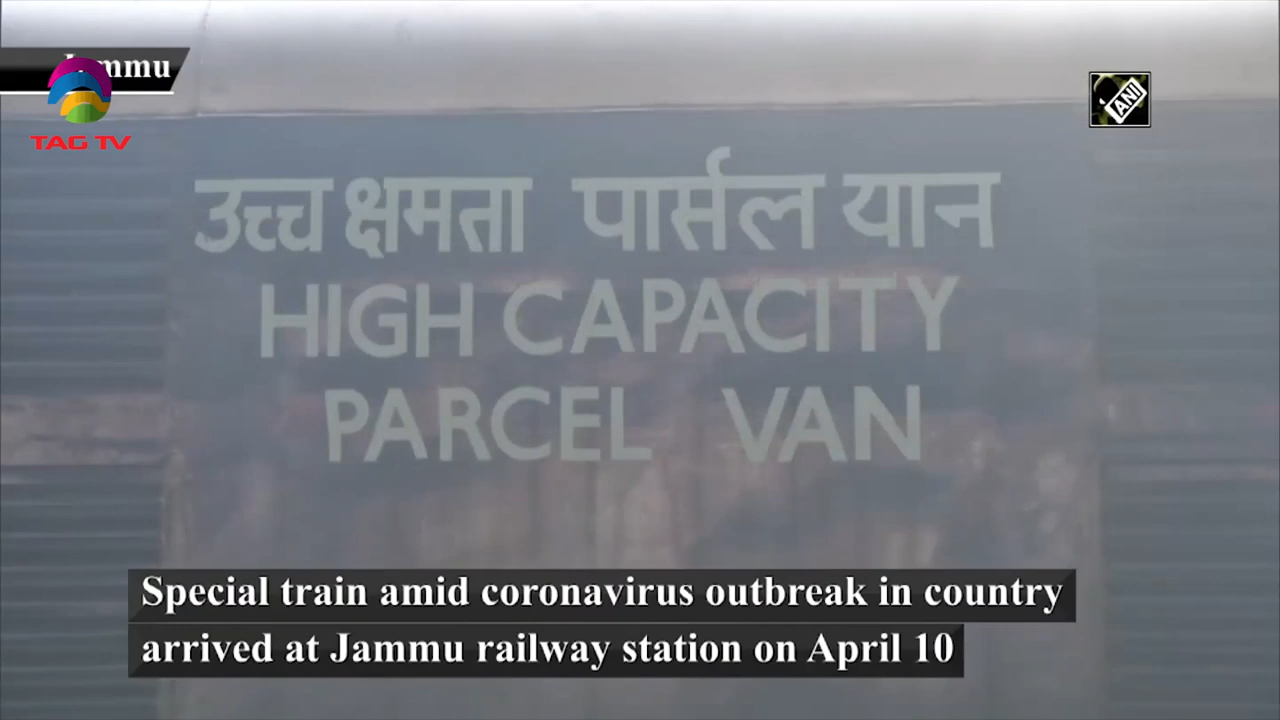 Jammu
TAG TV
ANI
उच्च क्षमता पार्सल यान
HIGH CAPACITY
PARCEL VAN
Special train amid coronavirus outbreak in country
arrived at Jammu railway station on April 10